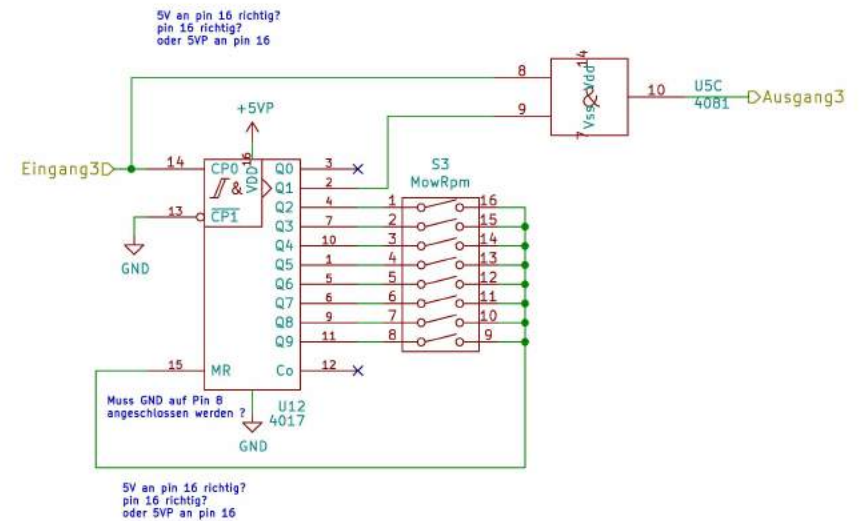 5V an pin 16 richtig?
pin 16 richtig?
oder 5VP an pin 16
14
8
Vdd
&
10
U5C
4081
Ausgang3
9
Vss
7
+5VP
Eingang3
14
CP0
16
VDD
&
Q0
3
Q1
2
13
CP1
GND
Q2
4
Q3
7
Q4
10
Q5
1
Q6
5
Q7
6
Q8
9
Q9
11
15
MR
Co
12
S3
MowRpm
1
16
2
15
3
14
4
13
5
12
6
11
7
10
8
9
Muss GND auf Pin 8
angeschlossen werden ?
U12
4017
GND
5V an pin 16 richtig?
pin 16 richtig?
oder 5VP an pin 16